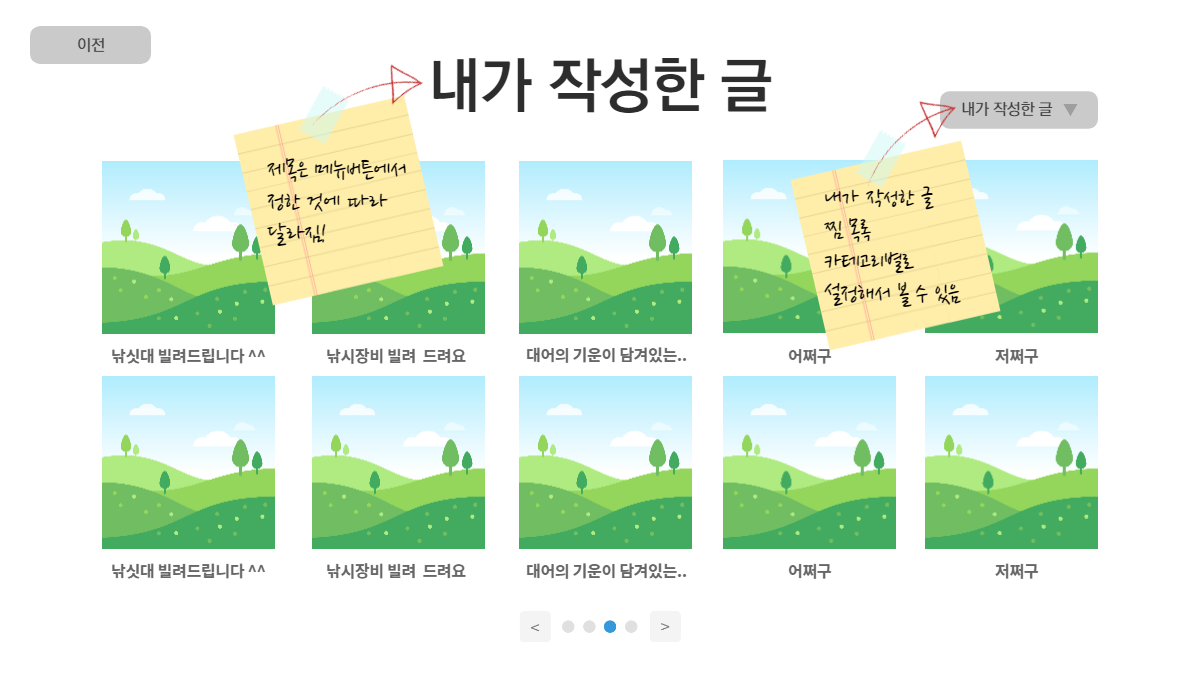 이전
내가 작성한 글
내가 작성한 글 ▼
제목은 메뉴버튼에서
정한 것에 따라
달라짐!
내가 작성한 글
찜 목록
카테고리별로
설정해서 볼 수 있음
낚싯대 빌려드립니다 ^^
낚시장비 빌려 드려요
대어의 기운이 담겨있는..
어쩌구
저쩌구
낚싯대 빌려드립니다 ^^
낚시장비 빌려 드려요
대어의 기운이 담겨있는..
어쩌구
저쩌구
< >